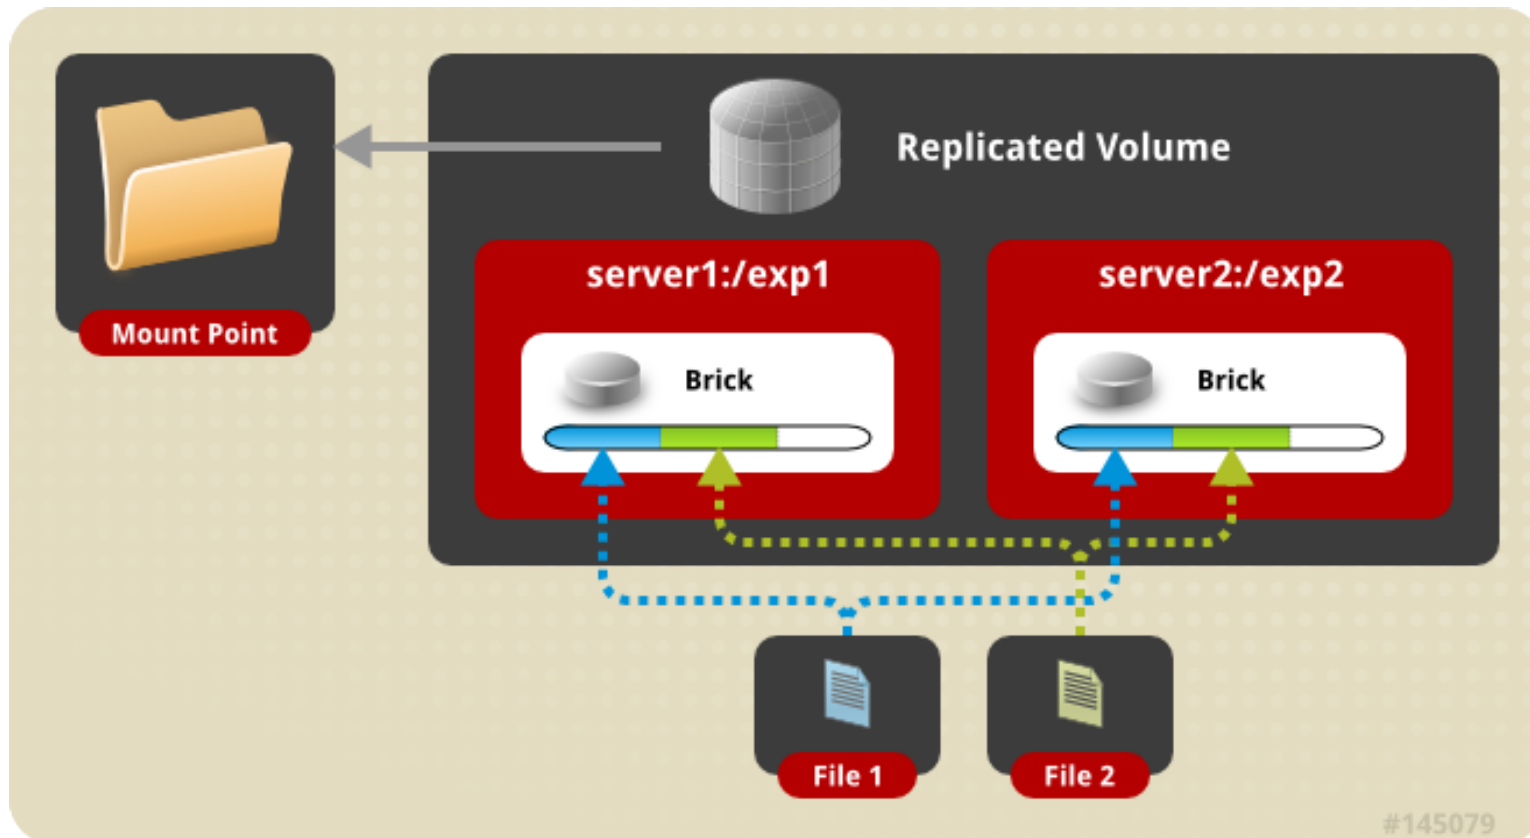 Replicated Volume
server1:/exp1
server2:/exp2
Mount Point
Brick
Brick
File 1
File 2
#145079